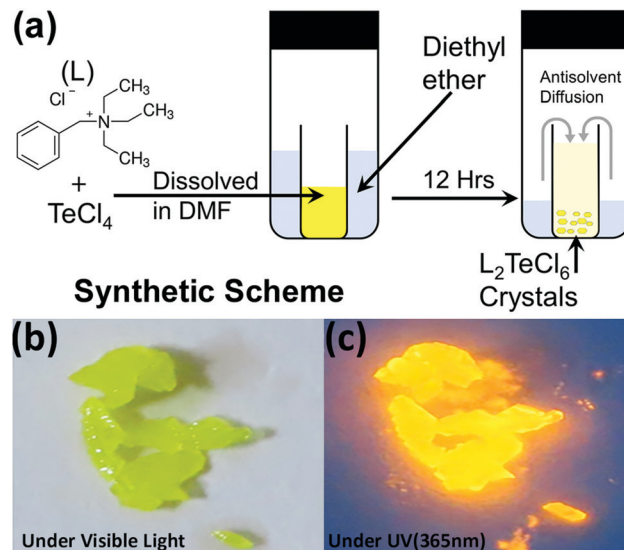 (a)
(L)
Cl⁻
N⁺
CH₃
CH₃
CH₃
+
TeCl₄
Dissolved
in DMF
Diethyl
ether
12 Hrs
Antisolvent
Diffusion
L₂TeCl₆
Crystals
Synthetic Scheme
(b)
(c)
Under Visible Light
Under UV(365nm)